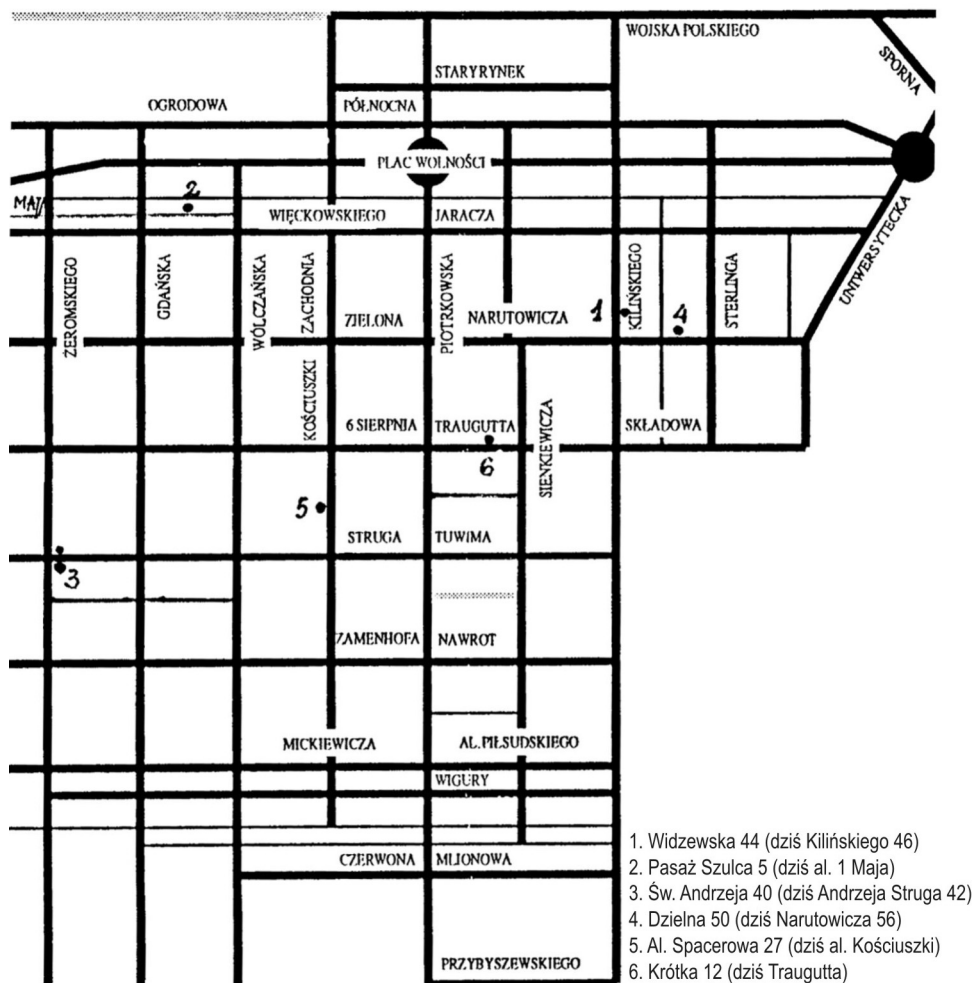 WOJSKA POLSKIEGO
SPORNA
STARY RYNEK
OGRODOWA
PÓŁNOCNA
PLAC WOLNOŚCI
MAJA
2
WIĘCKOWSKIEGO
JARACZA
UNIWERSYTECKA
ŻEROMSKIEGO
GDAŃSKA
WÓLCZAŃSKA
ZACHODNIA
PIOTRKOWSKA
KILIŃSKIEGO
STERLINGA
ZIELONA
NARUTOWICZA
1
4
KOŚCIUSZKI
6 SIERPNIA
TRAUGUTTA
SKŁADOWA
6
SIENKIEWICZA
5
STRUGA
TUWIMA
3
ZAMENHOFA
NAWROT
MICKIEWICZA
AL. PIŁSUDSKIEGO
WIGURY
CZERWONA
MLIONOWA
PRZYBYSZEWSKIEGO
1. Widzewska 44 (dziś Kilińskiego 46)
2. Pasaż Szulca 5 (dziś al. 1 Maja)
3. Św. Andrzeja 40 (dziś Andrzeja Struga 42)
4. Dzielna 50 (dziś Narutowicza 56)
5. Al. Spacerowa 27 (dziś al. Kościuszki)
6. Krótka 12 (dziś Traugutta)